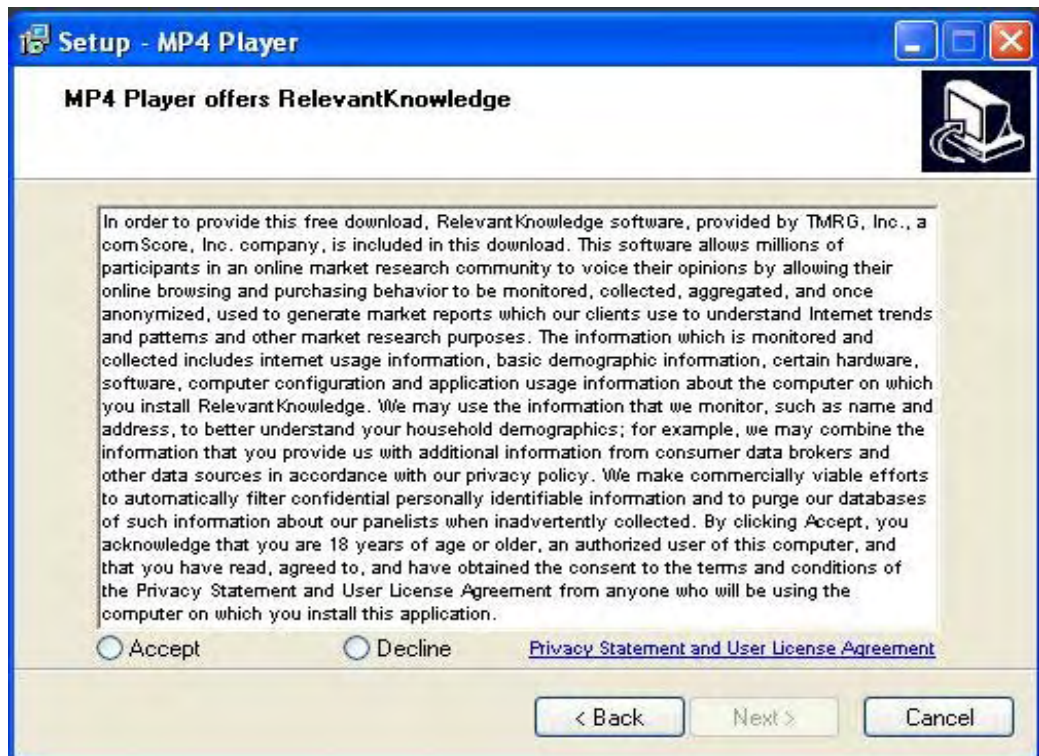 Setup - MP4 Player
MP4 Player offers RelevantKnowledge
In order to provide this free download, RelevantKnowledge software, provided by TMRG, Inc., a
comScore, Inc. company, is included in this download. This software allows millions of
participants in an online market research community to voice their opinions by allowing their
online browsing and purchasing behavior to be monitored, collected, aggregated, and once
anonymized, used to generate market reports which our clients use to understand Internet trends
and patterns and other market research purposes. The information which is monitored and
collected includes internet usage information, basic demographic information, certain hardware,
software, computer configuration and application usage information about the computer on which
you install RelevantKnowledge. We may use the information that we monitor, such as name and
address, to better understand your household demographics; for example, we may combine the
information that you provide us with additional information from consumer data brokers and
other data sources in accordance with our privacy policy. We make commercially viable efforts
to automatically filter confidential personally identifiable information and to purge our databases
of such information about our panelists when inadvertently collected. By clicking Accept, you
acknowledge that you are 18 years of age or older, an authorized user of this computer, and
that you have read, agreed to, and have obtained the consent to the terms and conditions of
the Privacy Statement and User License Agreement from anyone who will be using the
computer on which you install this application.
Accept Decline Privacy Statement and User License Agreement
< Back Next > Cancel